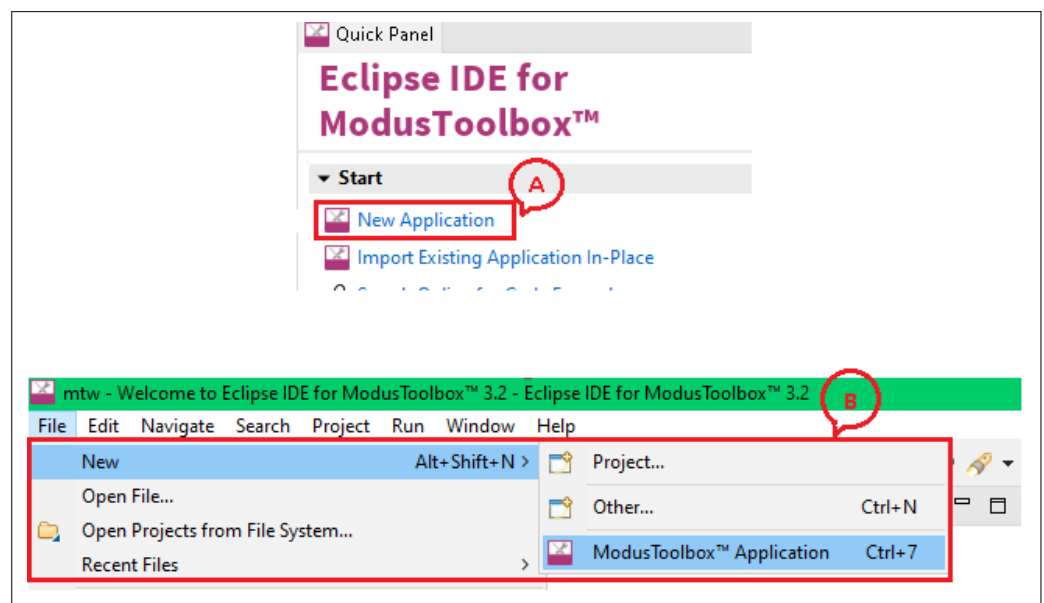 Quick Panel
Eclipse IDE for
ModusToolbox™
Start
A
New Application
Import Existing Application In-Place
mtw - Welcome to Eclipse IDE for ModusToolbox™ 3.2 - Eclipse IDE for ModusToolbox™ 3.2
B
File Edit Navigate Search Project Run Window Help
New Alt+Shift+N > Project...
Open File... Other... Ctrl+N
Open Projects from File System...
ModusToolbox™ Application Ctrl+7
Recent Files >